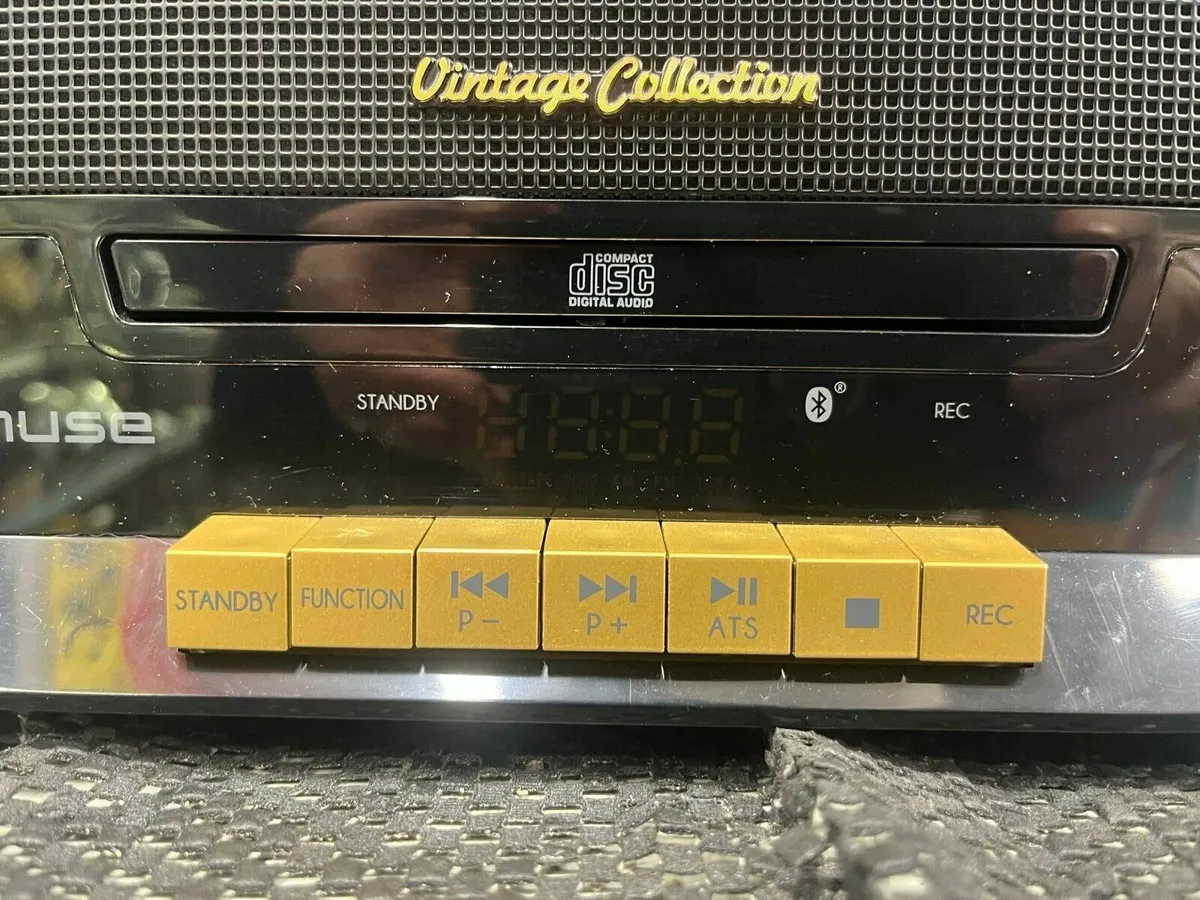 Vintage Collection
COMPACT
disc
DIGITAL AUDIO
STANDBY
®
REC
muse
STANDBY
FUNCTION
P -
P +
ATS
REC